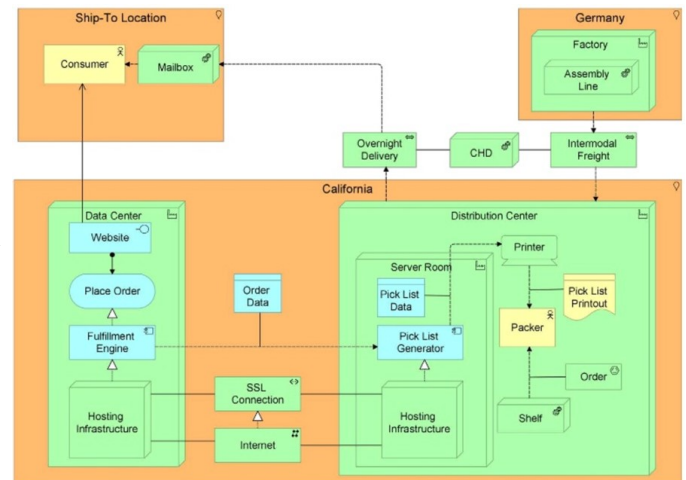 Ship-To Location
Consumer
Mailbox
Germany
Factory
Assembly
Line
Overnight
Delivery
CHD
Intermodal
Freight
California
Data Center
Website
Place Order
Fulfillment
Engine
Hosting
Infrastructure
Order
Data
SSL
Connection
Internet
Distribution Center
Server Room
Pick List
Data
Pick List
Generator
Hosting
Infrastructure
Printer
Pick List
Printout
Packer
Order
Shelf